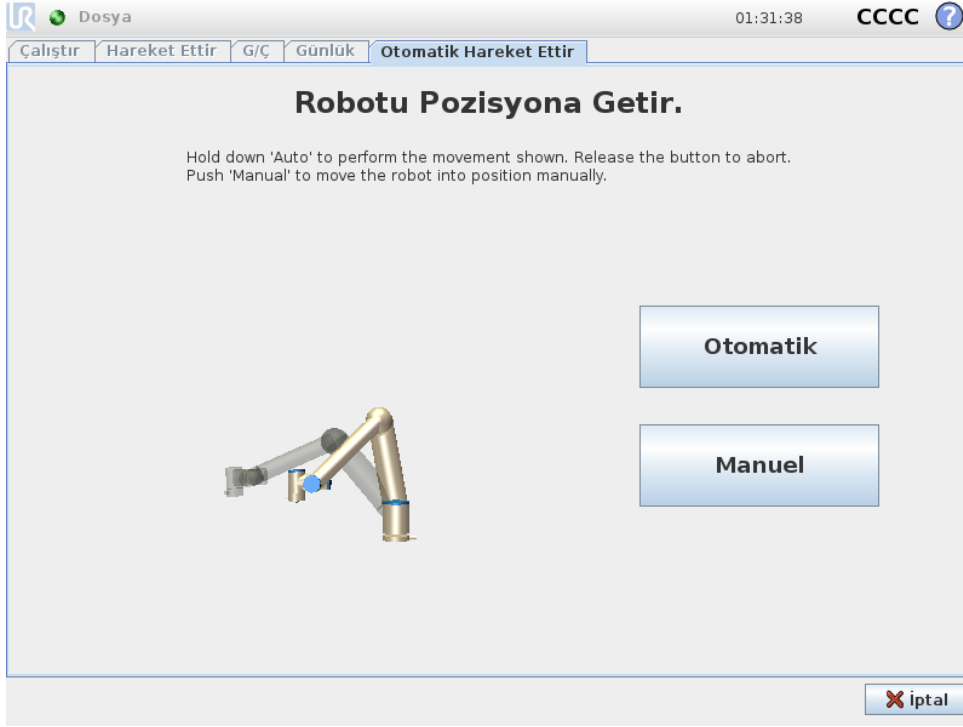 UR Dosya 01:31:38 CCCC ?
Çalıştır Hareket Ettir G/Ç Günlük Otomatik Hareket Ettir
Robotu Pozisyona Getir.
Hold down 'Auto' to perform the movement shown. Release the button to abort.
Push 'Manual' to move the robot into position manually.
Otomatik
Manuel
İptal